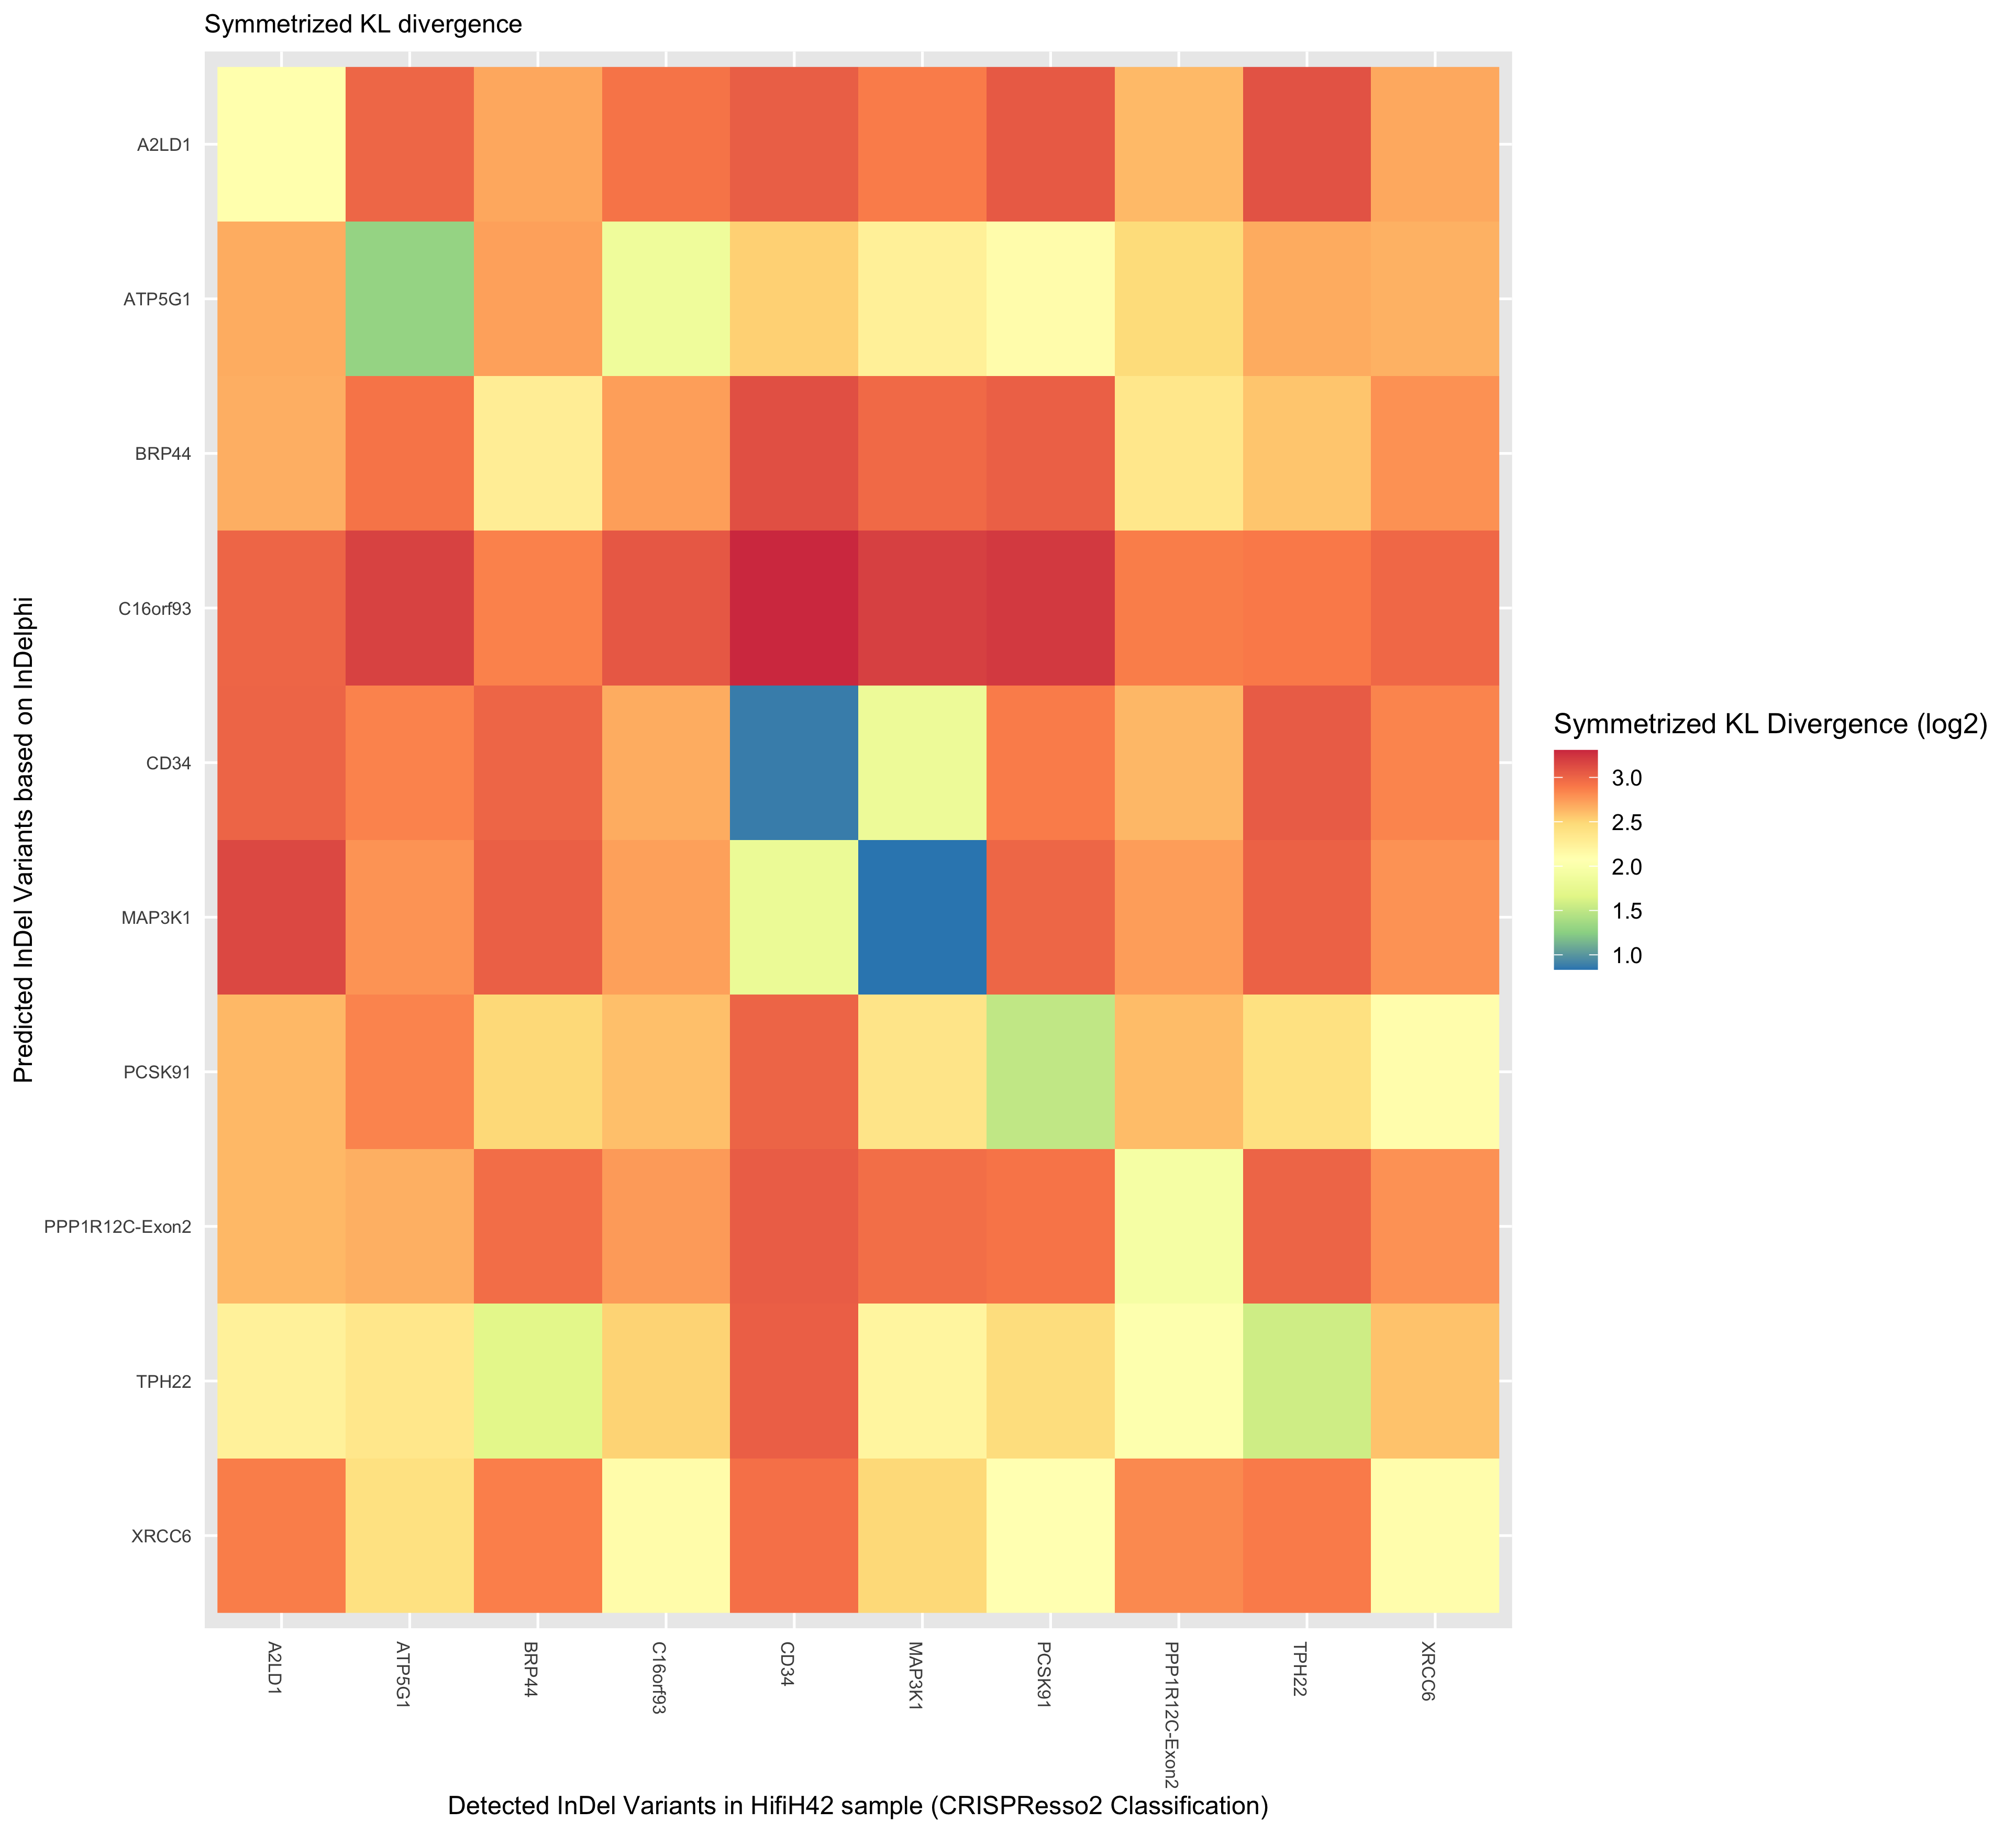 Symmetrized KL divergence
Predicted InDel Variants based on InDelphi
A2LD1
ATP5G1
BRP44
C16orf93
CD34
MAP3K1
PCSK91
PPP1R12C-Exon2
TPH22
XRCC6
Symmetrized KL Divergence (log2)
3.0
2.5
2.0
1.5
1.0
A2LD1
ATP5G1
BRP44
C16orf93
CD34
MAP3K1
PCSK91
PPP1R12C-Exon2
TPH22
XRCC6
Detected InDel Variants in HifiH42 sample (CRISPResso2 Classification)